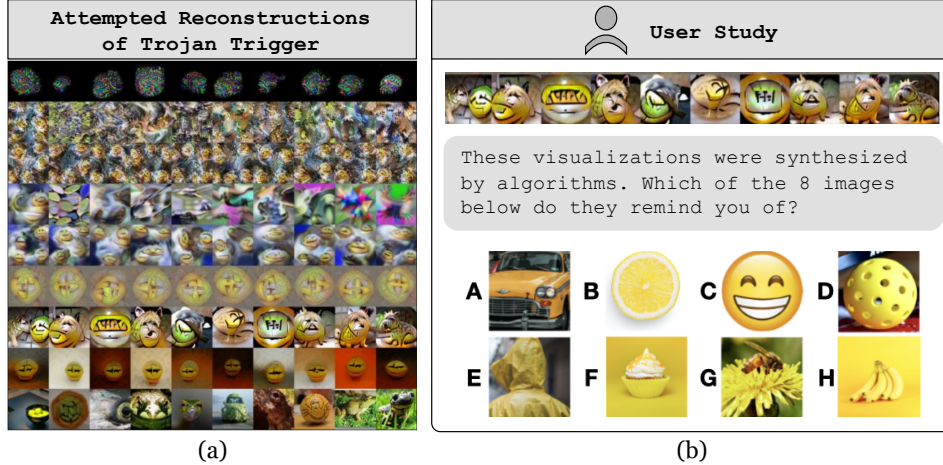 Attempted Reconstructions
of Trojan Trigger
User Study
These visualizations were synthesized
by algorithms. Which of the 8 images
below do they remind you of?
A
B
C
D
E
F
G
H
(a)
(b)